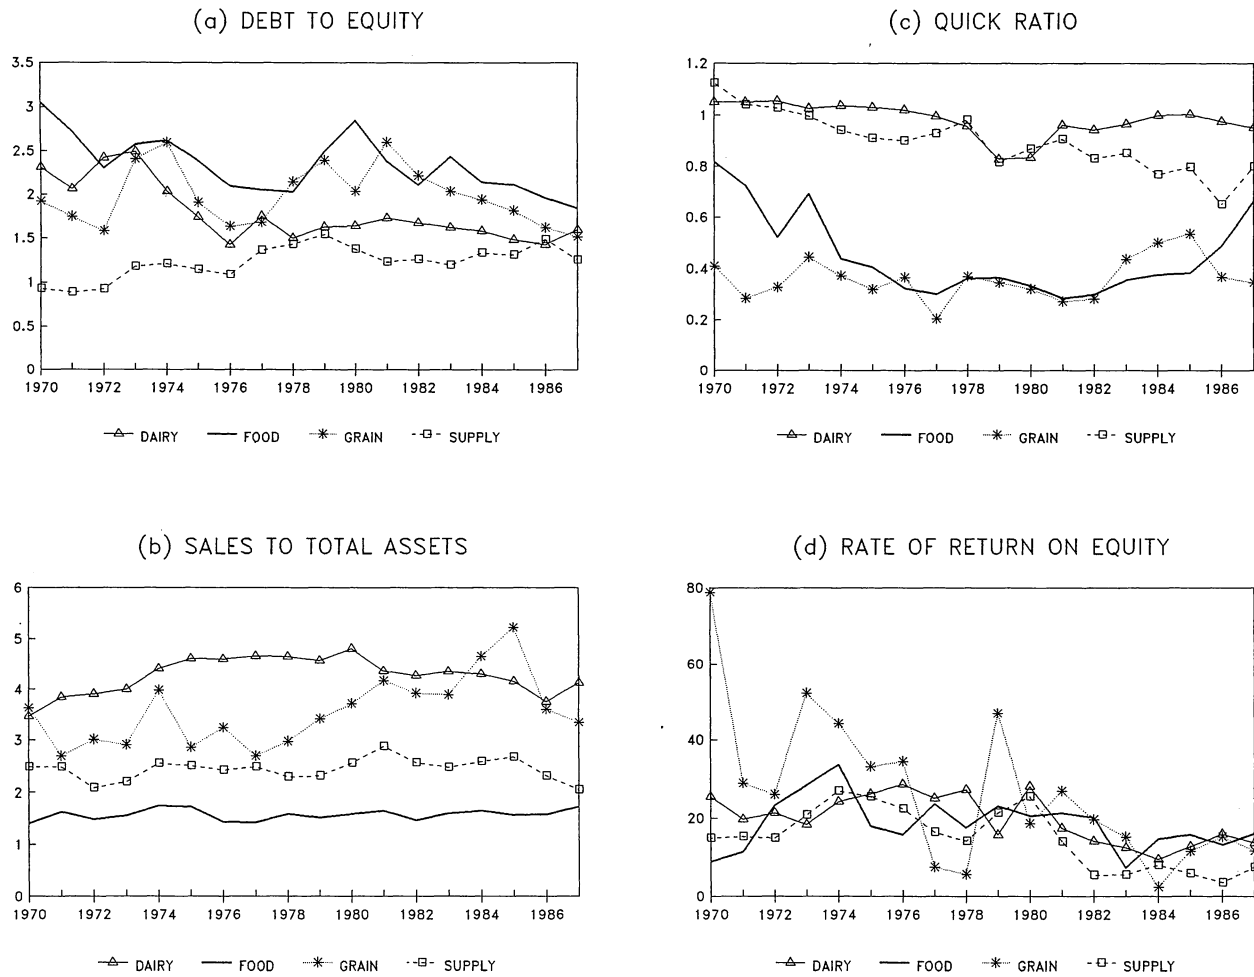 (a) DEBT TO EQUITY
3.5
3
2.5
2
1.5
1
0.5
0
1970 1972 1974 1976 1978 1980 1982 1984 1986
DAIRY FOOD GRAIN SUPPLY
(c) QUICK RATIO
1.2
1
0.8
0.6
0.4
0.2
0
1970 1972 1974 1976 1978 1980 1982 1984 1986
DAIRY FOOD GRAIN SUPPLY
(b) SALES TO TOTAL ASSETS
6
5
4
3
2
1
0
1970 1972 1974 1976 1978 1980 1982 1984 1986
DAIRY FOOD GRAIN SUPPLY
(d) RATE OF RETURN ON EQUITY
80
60
40
20
0
1970 1972 1974 1976 1978 1980 1982 1984 1986
DAIRY FOOD GRAIN SUPPLY